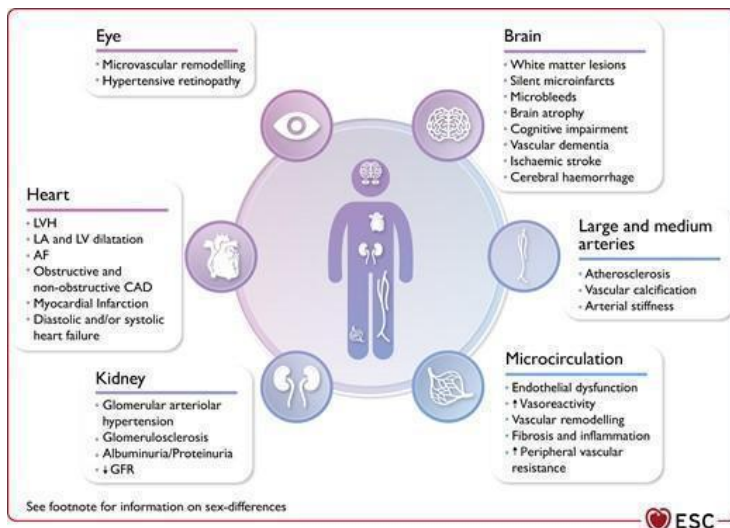 Eye
• Microvascular remodelling
• Hypertensive retinopathy
Brain
• White matter lesions
• Silent microinfarcts
• Microbleeds
• Brain atrophy
• Cognitive impairment
• Vascular dementia
• Ischaemic stroke
• Cerebral haemorrhage
Heart
• LVH
• LA and LV dilatation
• AF
• Obstructive and
non-obstructive CAD
• Myocardial Infarction
• Diastolic and/or systolic
heart failure
Large and medium
arteries
• Atherosclerosis
• Vascular calcification
• Arterial stiffness
Kidney
• Glomerular arteriolar
hypertension
• Glomerulosclerosis
• Albuminuria/Proteinuria
• ↓ GFR
Microcirculation
• Endothelial dysfunction
• ↑ Vasoreactivity
• Vascular remodelling
• Fibrosis and inflammation
• ↑ Peripheral vascular
resistance
See footnote for information on sex-differences
ESC